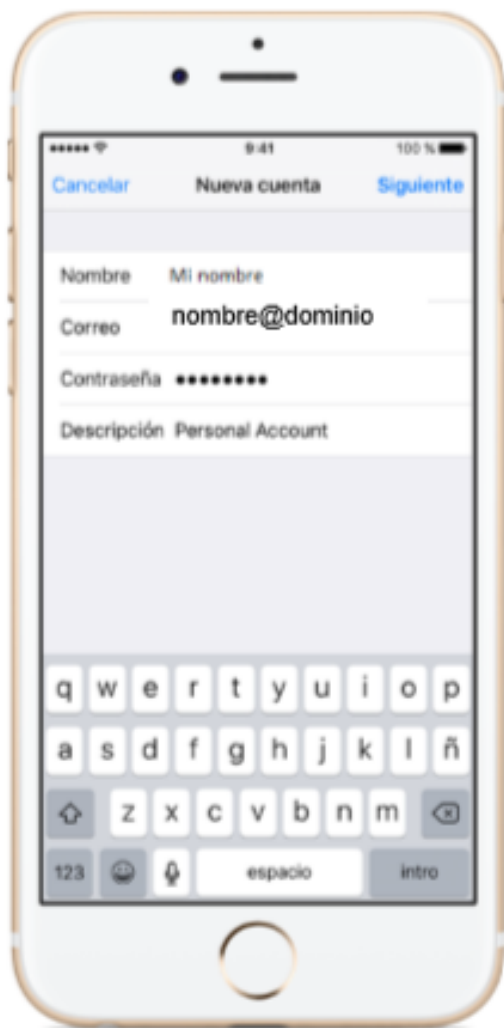 9:41 100 %
Cancelar Nueva cuenta Siguiente
Nombre Mi nombre
Correo nombre@dominio
Contraseña ••••••••
Descripción Personal Account
q w e r t y u i o p
a s d f g h j k l ñ
z x c v b n m
123 espacio intro